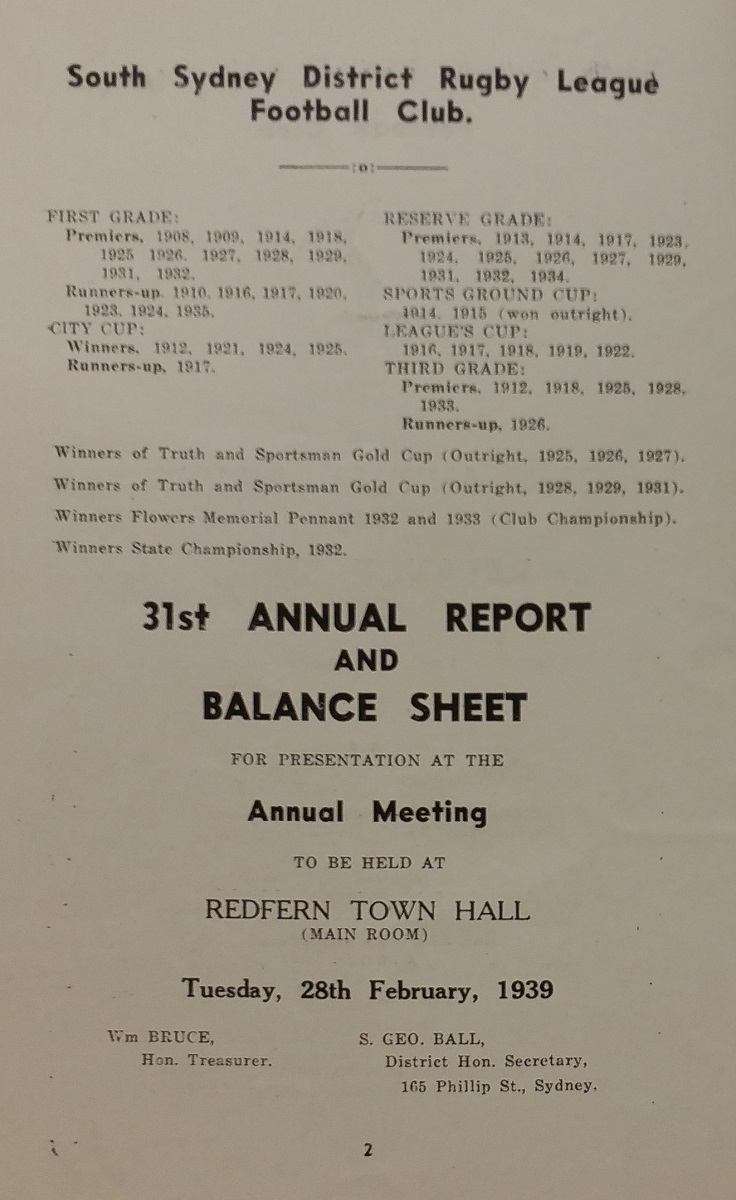 South Sydney District Rugby League
Football Club.
FIRST GRADE:
Premiers, 1908, 1909, 1914, 1918,
1925 1926, 1927, 1928, 1929,
1931, 1932.
Runners-up, 1910, 1916, 1917, 1920,
1923, 1924, 1935.
CITY CUP:
Winners, 1912, 1921, 1924, 1925.
Runners-up, 1917.
RESERVE GRADE:
Premiers, 1913, 1914, 1917, 1923,
1924, 1925, 1926, 1927, 1929,
1931, 1932, 1934.
SPORTS GROUND CUP:
1914, 1915 (won outright).
LEAGUE'S CUP:
1916, 1917, 1918, 1919, 1922.
THIRD GRADE:
Premiers, 1912, 1918, 1925, 1928,
1933.
Runners-up, 1926.
Winners of Truth and Sportsman Gold Cup (Outright, 1925, 1926, 1927).
Winners of Truth and Sportsman Gold Cup (Outright, 1928, 1929, 1931).
Winners Flowers Memorial Pennant 1932 and 1933 (Club Championship).
Winners State Championship, 1932.
31st ANNUAL REPORT
AND
BALANCE SHEET
FOR PRESENTATION AT THE
Annual Meeting
TO BE HELD AT
REDFERN TOWN HALL
(MAIN ROOM)
Tuesday, 28th February, 1939
Wm BRUCE,
Hon. Treasurer.
S. GEO. BALL,
District Hon. Secretary,
165 Phillip St., Sydney.
2